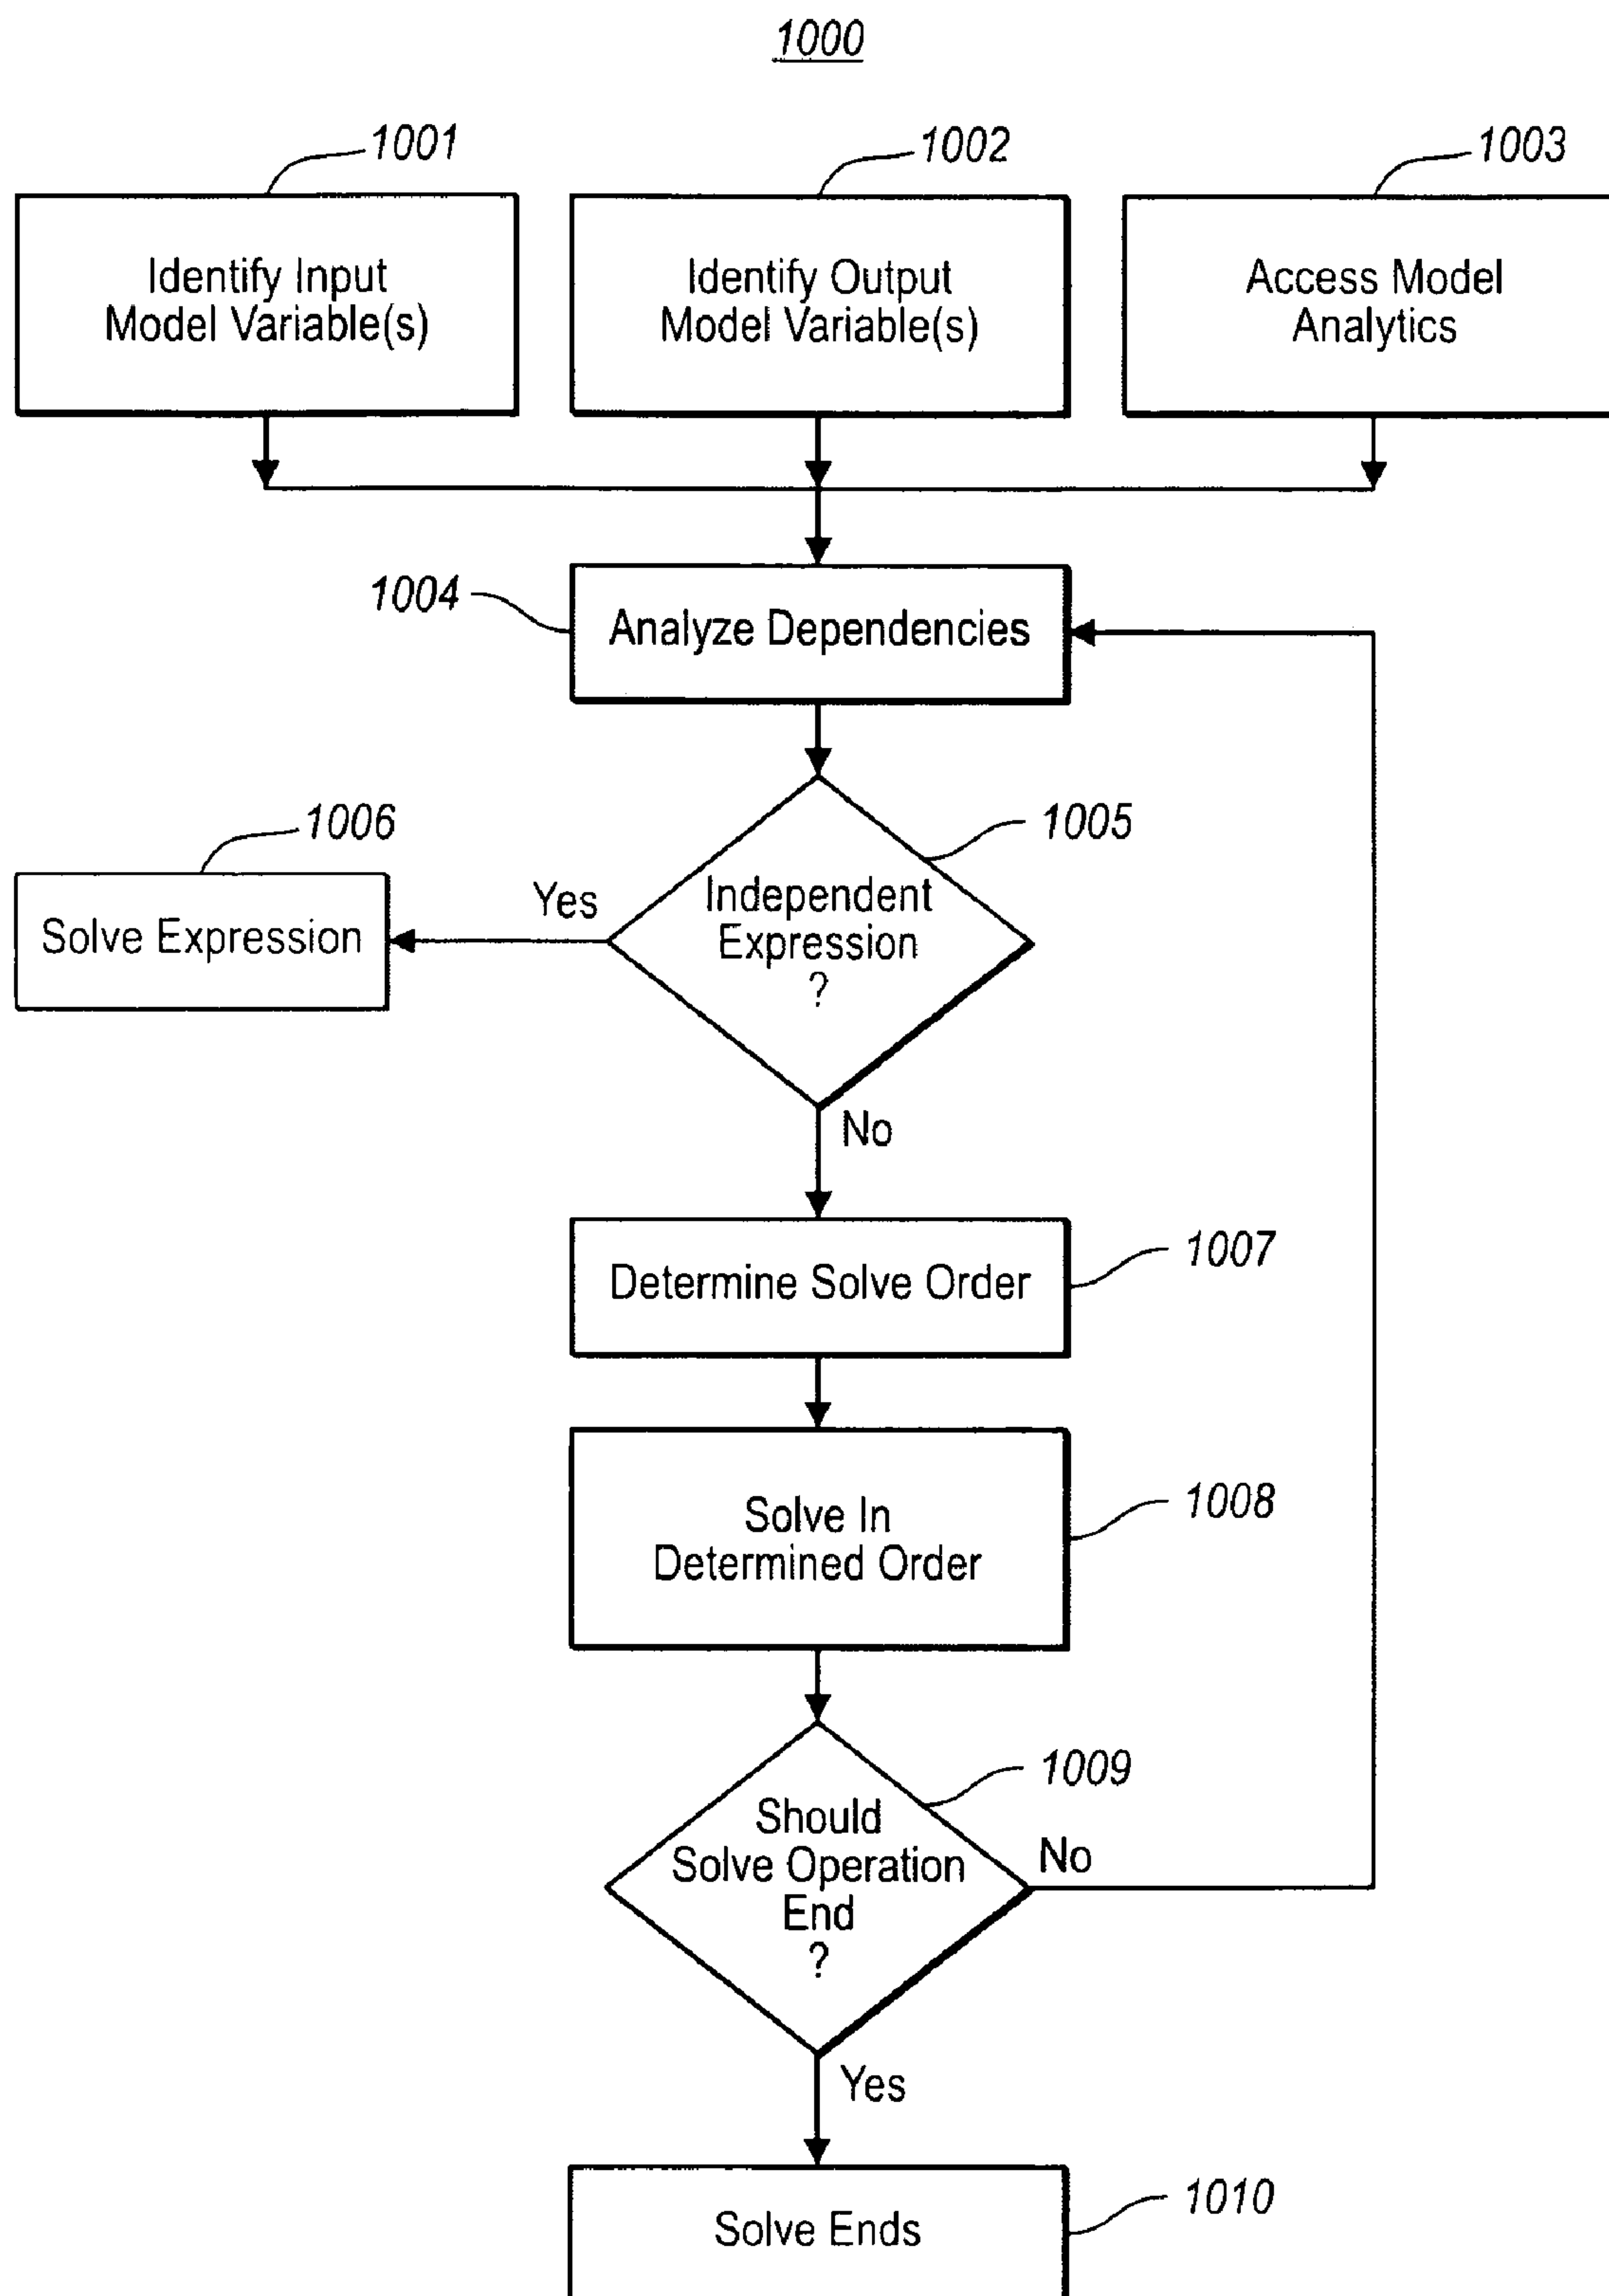 1000
1001
1002
1003
Identify Input
Model Variable(s)
Identify Output
Model Variable(s)
Access Model
Analytics
1004
Analyze Dependencies
1005
1006
Independent
Expression
?
Yes
Solve Expression
No
1007
Determine Solve Order
1008
Solve In
Determined Order
1009
Should
Solve Operation
End
?
No
Yes
1010
Solve Ends